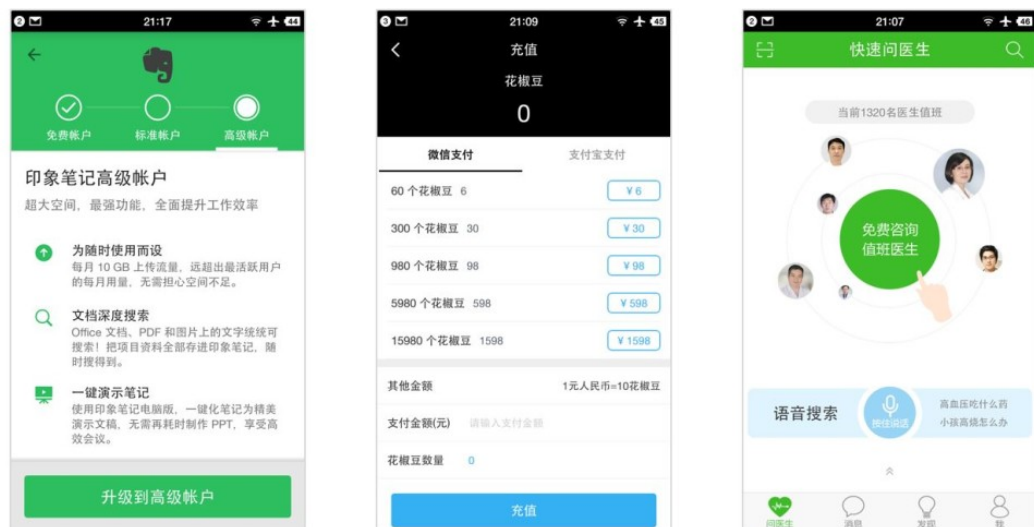 2 21:17 44
免费帐户 标准帐户 高级帐户
印象笔记高级帐户
超大空间，最强功能，全面提升工作效率
为随时使用而设
每月 10 GB 上传流量，远超出最活跃用户
的每月用量，无需担心空间不足。
文档深度搜索
Office 文档、PDF 和图片上的文字统统可
搜索！把项目资料全部存进印象笔记，随
时搜得到。
一键演示笔记
使用印象笔记电脑版，一键化笔记为精美
演示文稿，无需再耗时制作 PPT，享受高
效会议。
升级到高级帐户
3 21:09 45
充值
花椒豆
0
微信支付 支付宝支付
60 个花椒豆 6 ¥ 6
300 个花椒豆 30 ¥ 30
980 个花椒豆 98 ¥ 98
5980 个花椒豆 598 ¥ 598
15980 个花椒豆 1598 ¥ 1598
其他金额 1元人民币=10花椒豆
支付金额(元) 请输入支付金额
花椒豆数量 0
充值
2 21:07 46
快速问医生
当前1320名医生值班
免费咨询
值班医生
语音搜索
按住说话
高血压吃什么药
小孩高烧怎么办
问医生 消息 发现 我